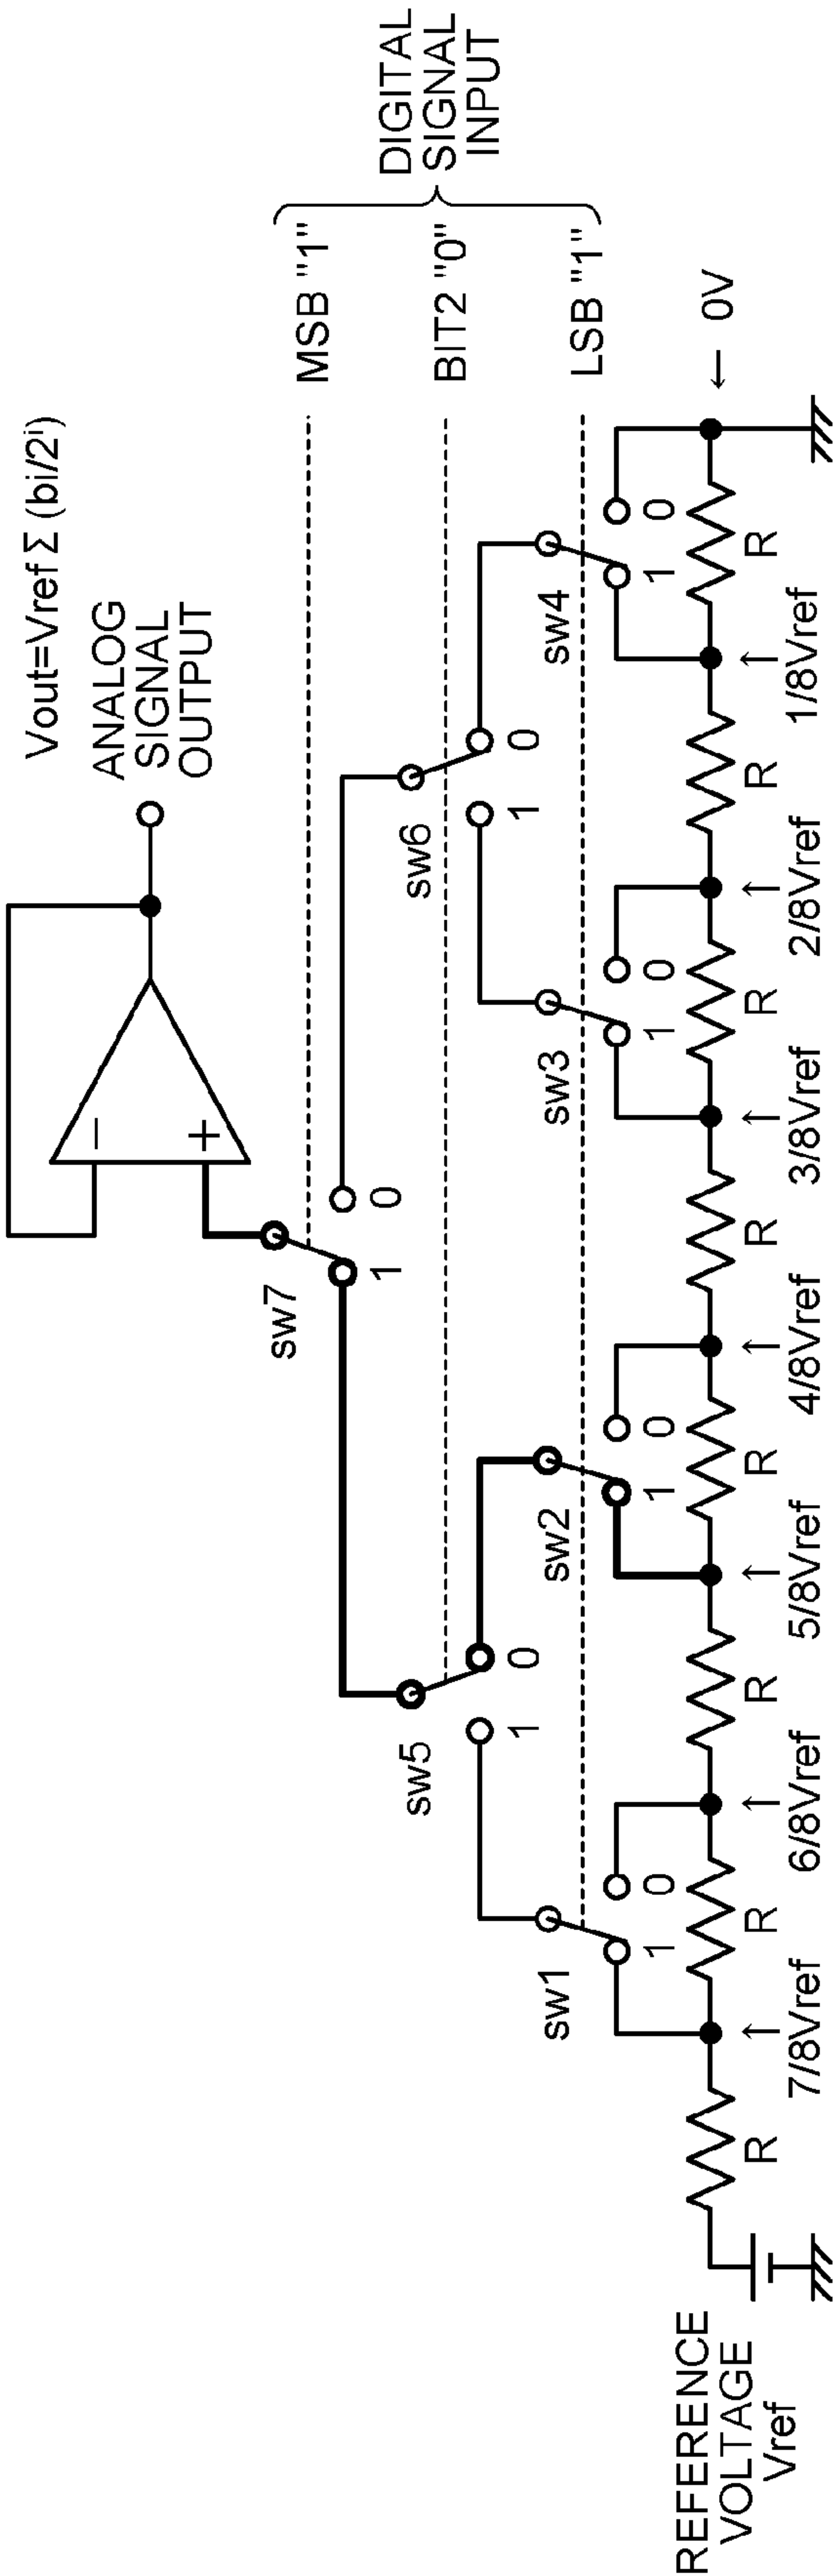 Vout=Vref Σ (bi/2ⁱ)
ANALOG
SIGNAL
OUTPUT
−
+
sw7
1
0
MSB "1"
DIGITAL
SIGNAL
INPUT
sw5
1
0
sw6
1
0
BIT2 "0"
sw1
1
0
sw2
1
0
sw3
1
0
sw4
1
0
LSB "1"
REFERENCE
VOLTAGE
Vref
R
R
R
R
R
R
R
R
← 0V
↑
7/8Vref
↑
6/8Vref
↑
5/8Vref
↑
4/8Vref
↑
3/8Vref
↑
2/8Vref
↑
1/8Vref